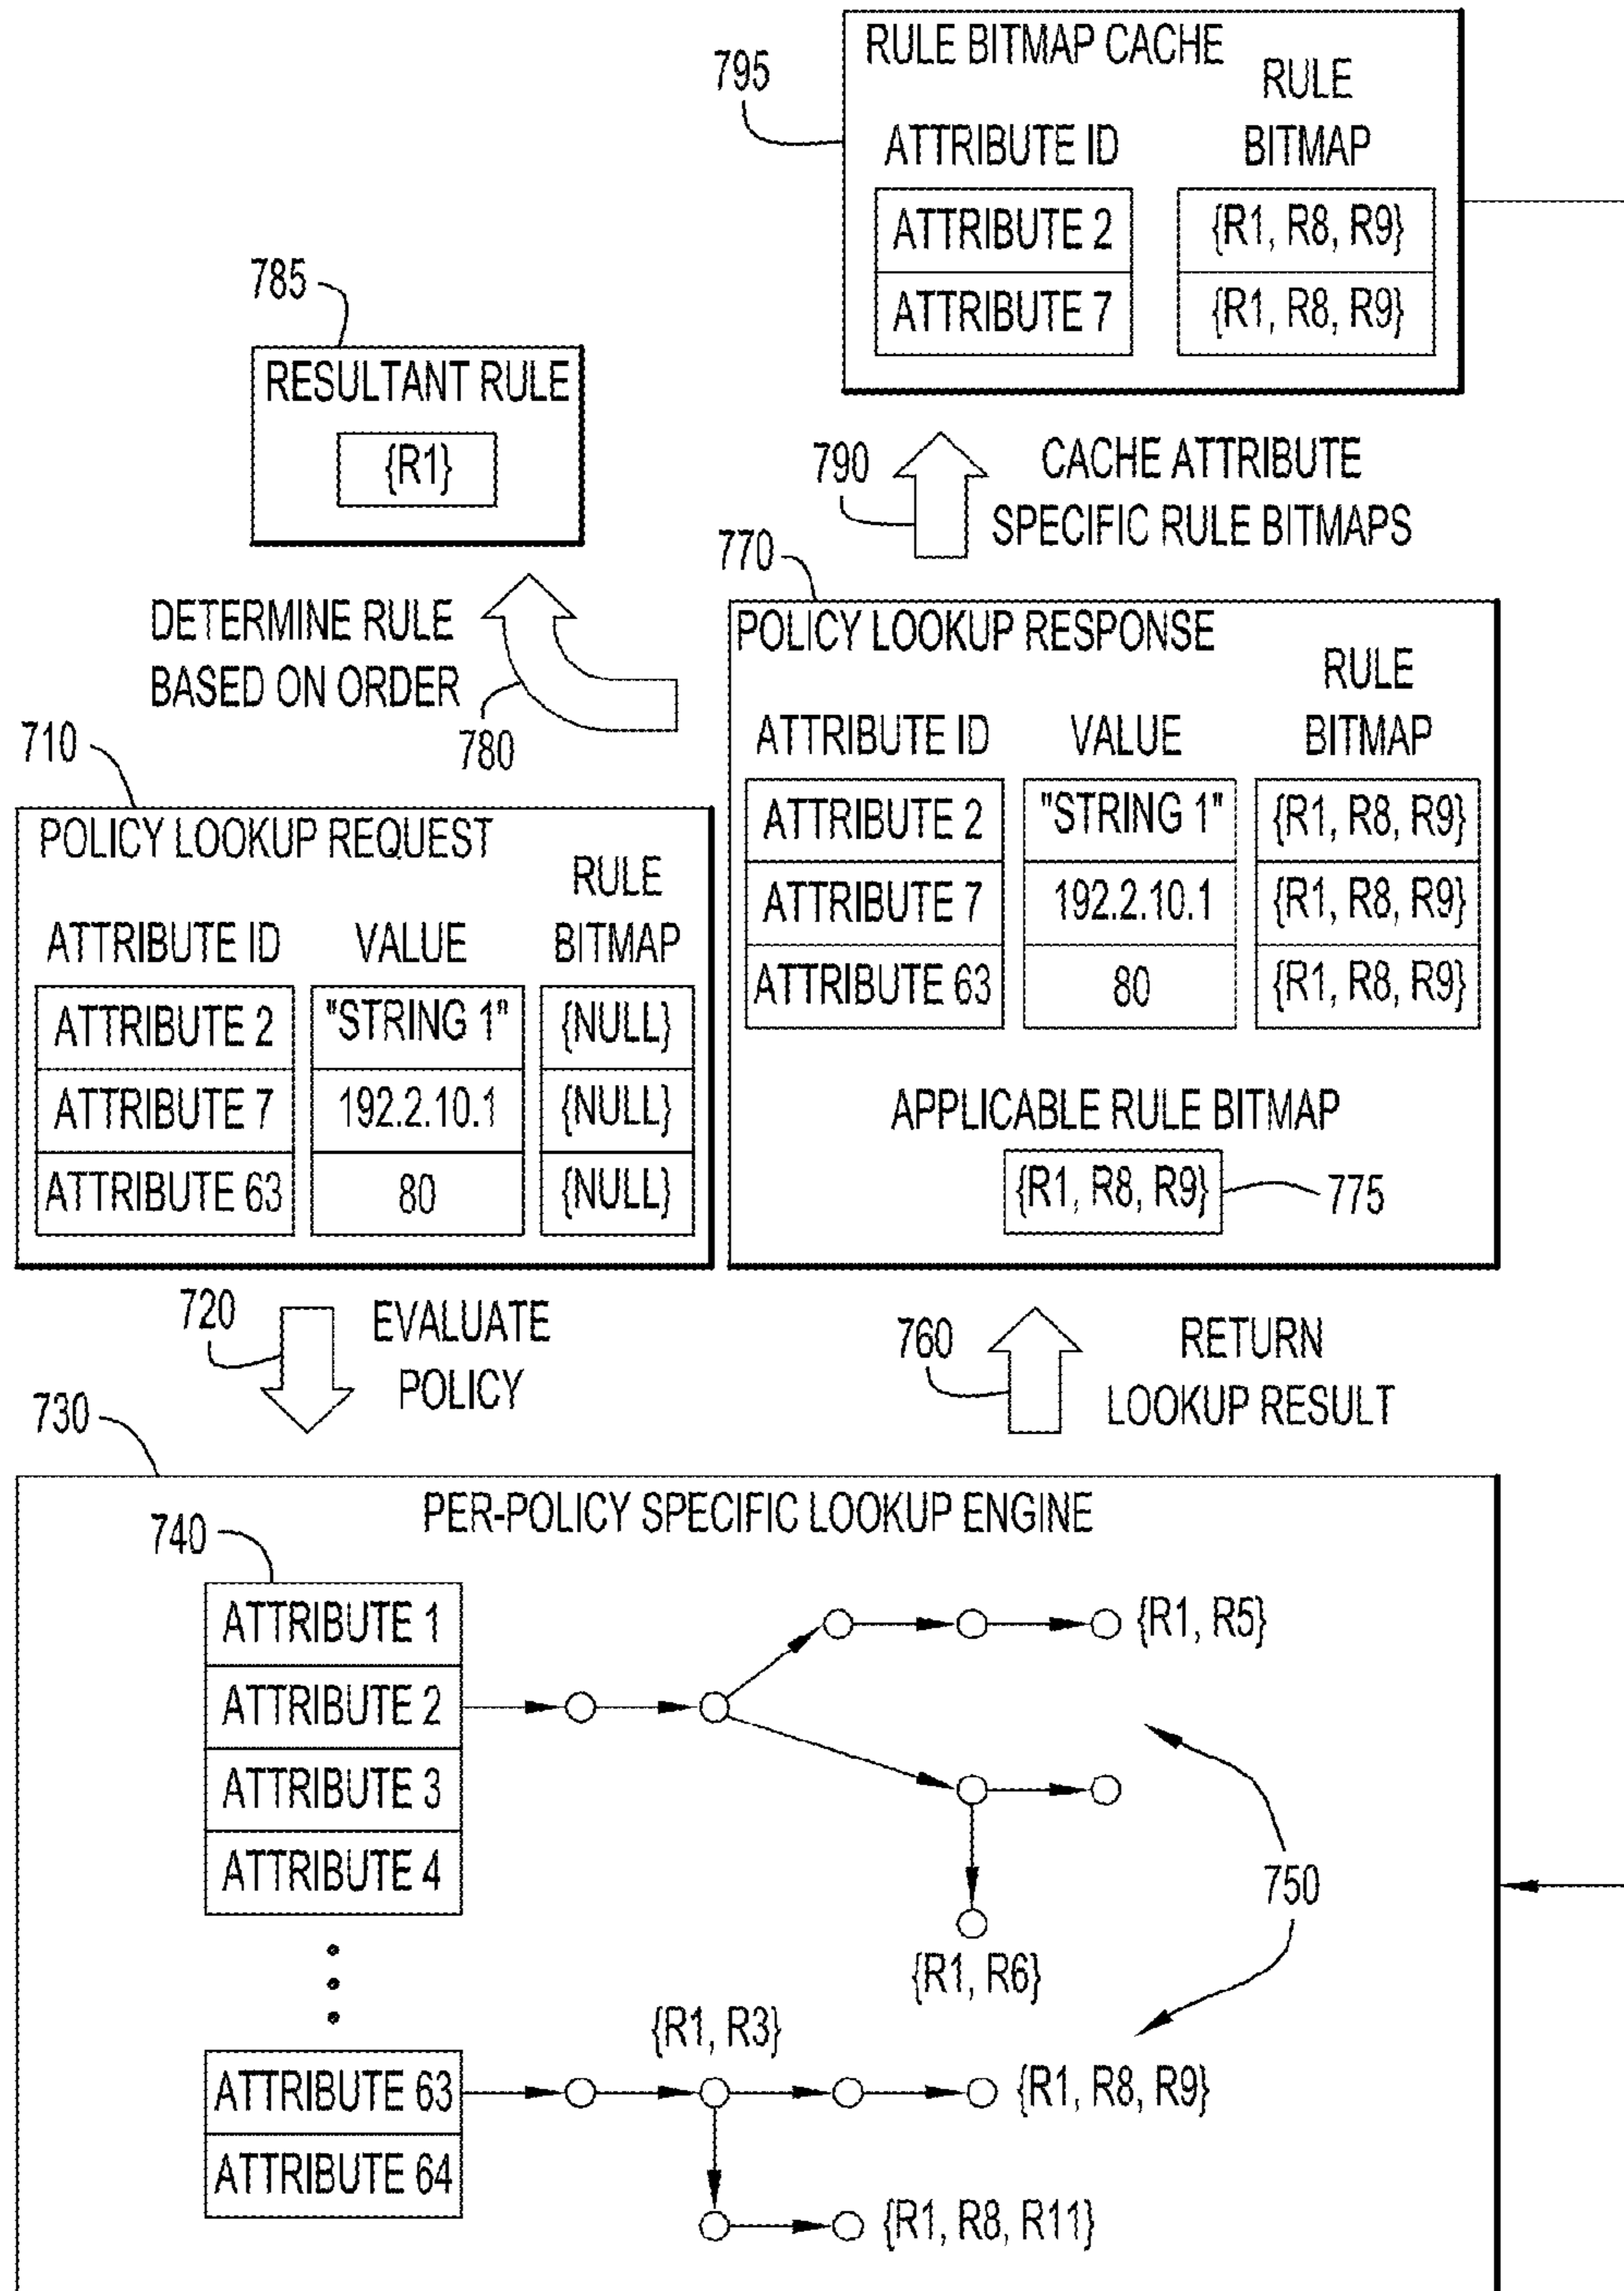 795
RULE BITMAP CACHE
ATTRIBUTE ID
RULE
BITMAP
ATTRIBUTE 2
{R1, R8, R9}
ATTRIBUTE 7
{R1, R8, R9}
785
RESULTANT RULE
{R1}
790
CACHE ATTRIBUTE
SPECIFIC RULE BITMAPS
DETERMINE RULE
BASED ON ORDER
780
770
POLICY LOOKUP RESPONSE
ATTRIBUTE ID
VALUE
RULE
BITMAP
ATTRIBUTE 2
"STRING 1"
{R1, R8, R9}
ATTRIBUTE 7
192.2.10.1
{R1, R8, R9}
ATTRIBUTE 63
80
{R1, R8, R9}
APPLICABLE RULE BITMAP
{R1, R8, R9}
775
710
POLICY LOOKUP REQUEST
ATTRIBUTE ID
VALUE
RULE
BITMAP
ATTRIBUTE 2
"STRING 1"
{NULL}
ATTRIBUTE 7
192.2.10.1
{NULL}
ATTRIBUTE 63
80
{NULL}
720
EVALUATE
POLICY
760
RETURN
LOOKUP RESULT
730
PER-POLICY SPECIFIC LOOKUP ENGINE
740
ATTRIBUTE 1
ATTRIBUTE 2
ATTRIBUTE 3
ATTRIBUTE 4
{R1, R5}
750
{R1, R6}
{R1, R3}
ATTRIBUTE 63
{R1, R8, R9}
ATTRIBUTE 64
{R1, R8, R11}